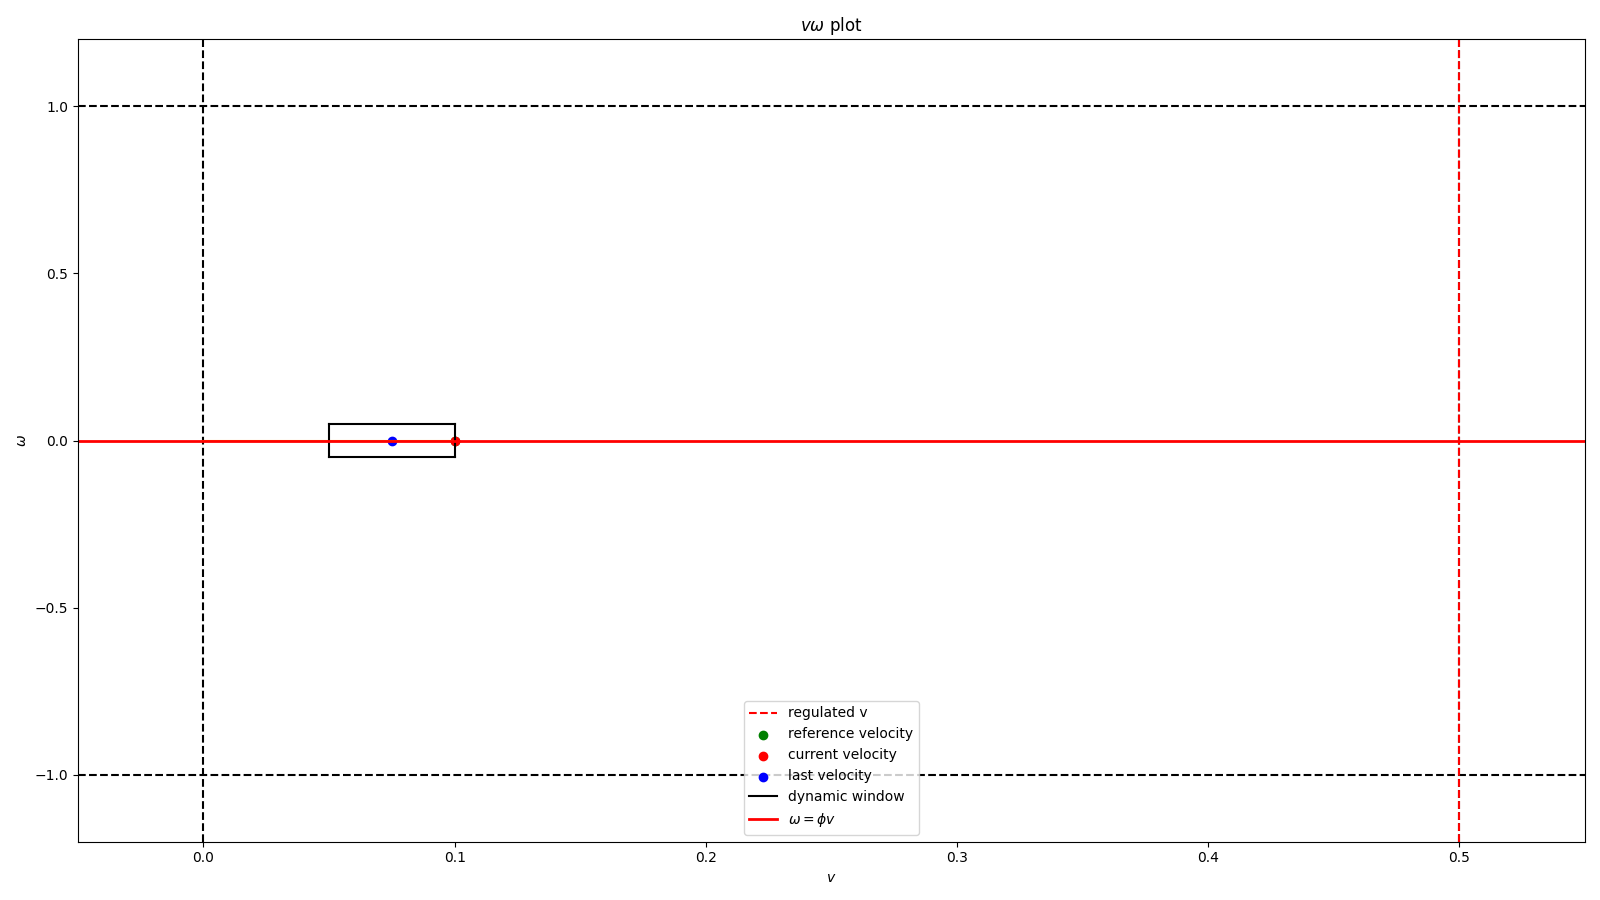 vω plot
1.0
0.5
0.0
−0.5
−1.0
ω
regulated v
reference velocity
current velocity
last velocity
dynamic window
ω = ϕv
0.0 0.1 0.2 0.3 0.4 0.5
v